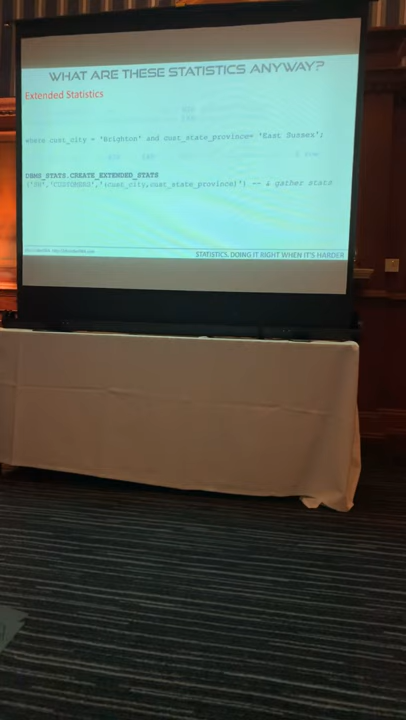 WHAT ARE THESE STATISTICS ANYWAY?
Extended Statistics
where cust_city = 'Brighton' and cust_state_province= 'East Sussex';
DBMS_STATS.CREATE_EXTENDED_STATS
('SH','CUSTOMERS','(cust_city,cust_state_province)') -- & gather stats
STATISTICS. DOING IT RIGHT WHEN IT'S HARDER